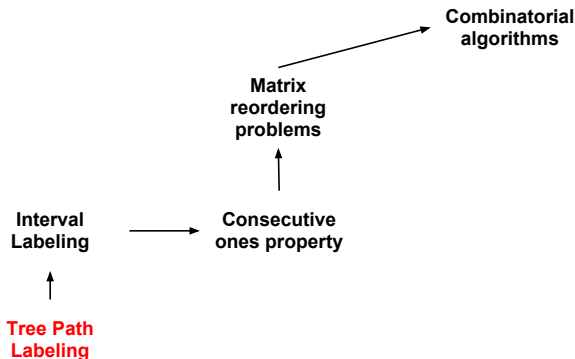 Combinatorial
algorithms
Matrix
reordering
problems
Interval
Labeling
Consecutive
ones property
Tree Path
Labeling